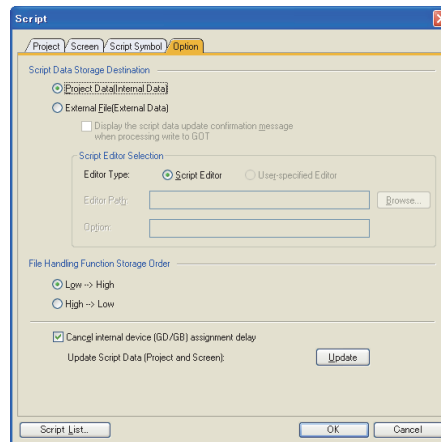 Script
Project Screen Script Symbol Option
Script Data Storage Destination
Project Data(Internal Data)
External File(External Data)
Display the script data update confirmation message
when processing write to GOT
Script Editor Selection
Editor Type: Script Editor User-specified Editor
Editor Path: Browse...
Option:
File Handling Function Storage Order
Low --> High
High --> Low
Cancel internal device (GD/GB) assignment delay
Update Script Data (Project and Screen): Update
Script List... OK Cancel